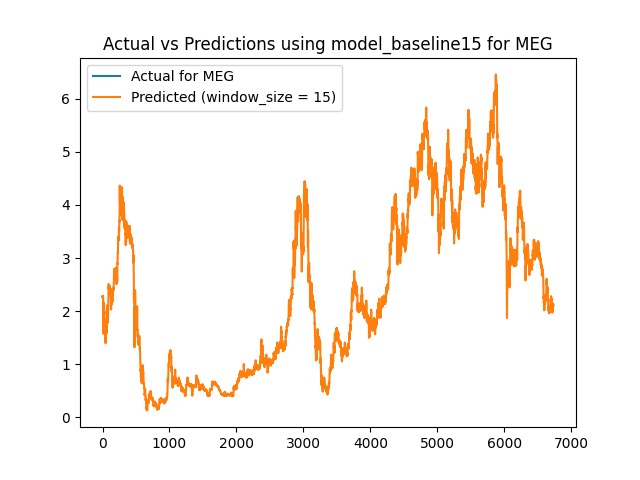 Actual vs Predictions using model_baseline15 for MEG
Actual for MEG
Predicted (window_size = 15)
6
5
4
3
2
1
0
0 1000 2000 3000 4000 5000 6000 7000